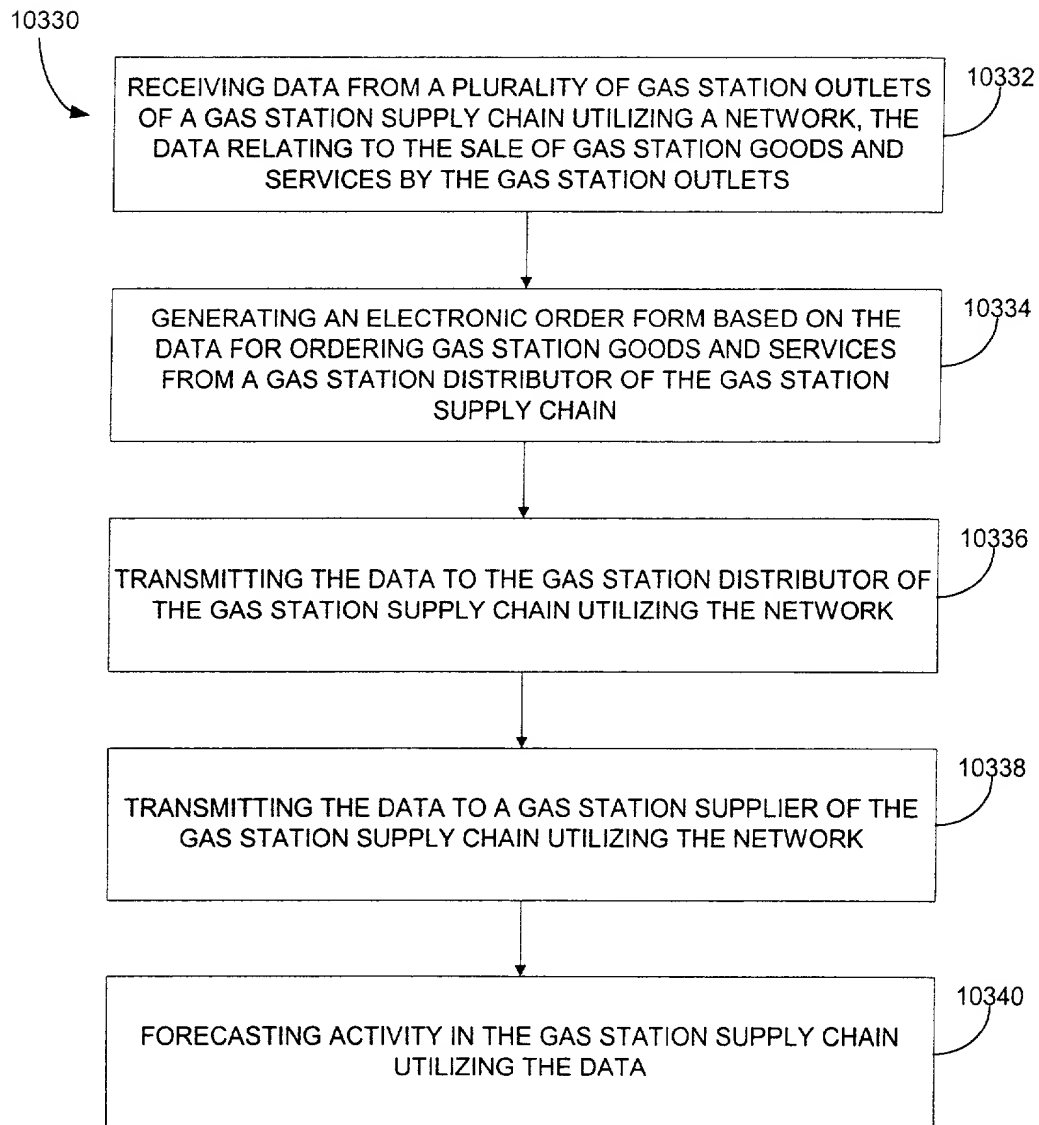 10330
RECEIVING DATA FROM A PLURALITY OF GAS STATION OUTLETS
OF A GAS STATION SUPPLY CHAIN UTILIZING A NETWORK, THE
DATA RELATING TO THE SALE OF GAS STATION GOODS AND
SERVICES BY THE GAS STATION OUTLETS
10332
GENERATING AN ELECTRONIC ORDER FORM BASED ON THE
DATA FOR ORDERING GAS STATION GOODS AND SERVICES
FROM A GAS STATION DISTRIBUTOR OF THE GAS STATION
SUPPLY CHAIN
10334
TRANSMITTING THE DATA TO THE GAS STATION DISTRIBUTOR OF
THE GAS STATION SUPPLY CHAIN UTILIZING THE NETWORK
10336
TRANSMITTING THE DATA TO A GAS STATION SUPPLIER OF THE
GAS STATION SUPPLY CHAIN UTILIZING THE NETWORK
10338
FORECASTING ACTIVITY IN THE GAS STATION SUPPLY CHAIN
UTILIZING THE DATA
10340